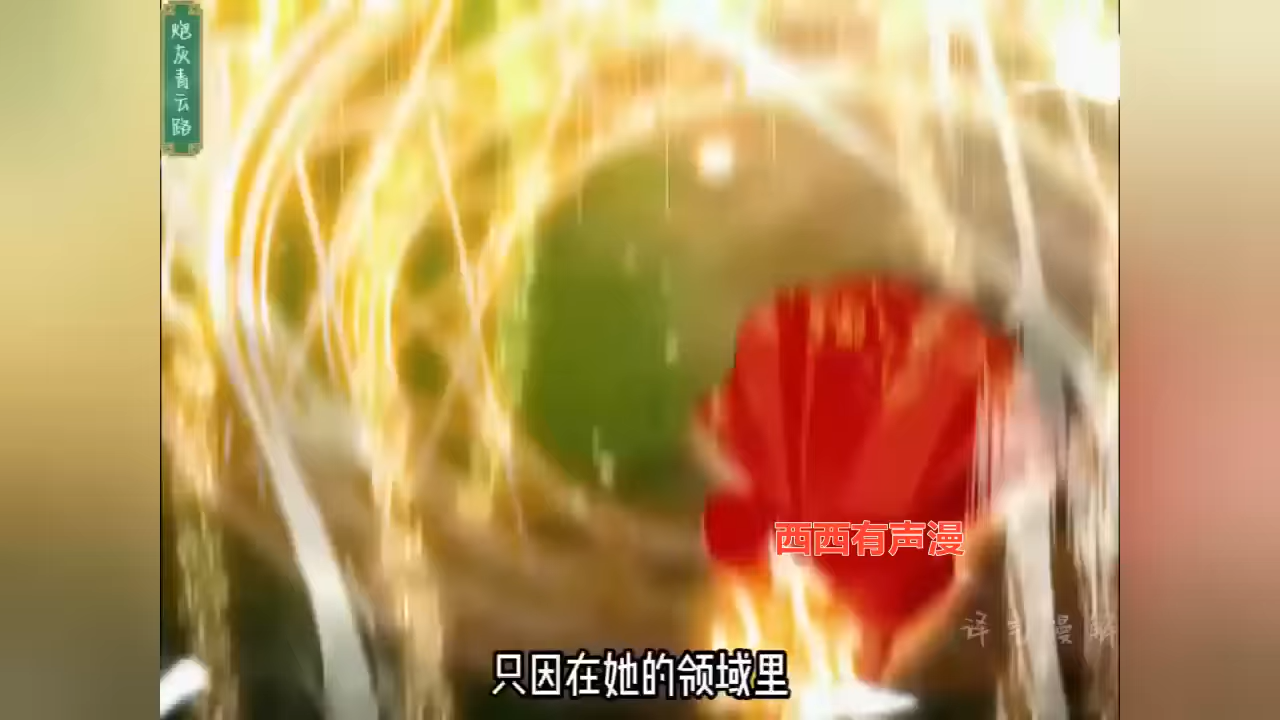 炮灰青云路
西西有声漫
只因在她的领域里